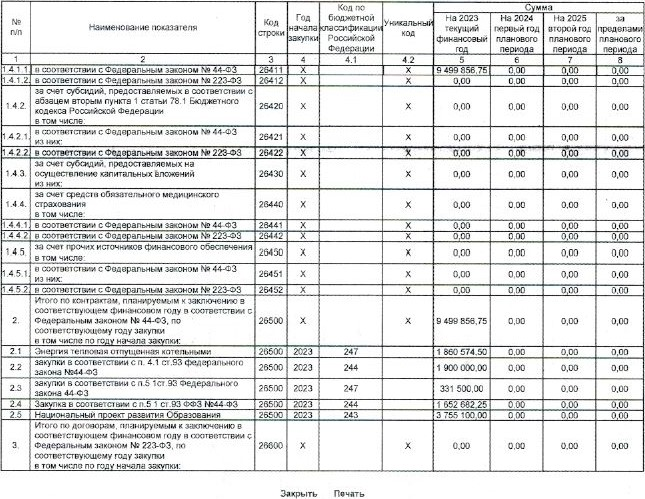 № п/п Наименование показателя Код строки Год начала закупки Код по бюджетной классификации Российской Федерации Уникальный код Сумма
На 2023 текущий финансовый год На 2024 первый год планового периода На 2025 второй год планового периода за пределами планового периода
1 2 3 4 4.1 4.2 5 6 7 8
1.4.1.1. в соответствии с Федеральным законом № 44-ФЗ 26411 X X 9 499 856,75 0,00 0,00 0,00
1.4.1.2. в соответствии с Федеральным законом № 223-ФЗ 26412 X X 0,00 0,00 0,00 0,00
1.4.2. за счет субсидий, предоставляемых в соответствии с
абзацем вторым пункта 1 статьи 78.1 Бюджетного
кодекса Российской Федерации
в том числе: 26420 X X 0,00 0,00 0,00 0,00
1.4.2.1. в соответствии с Федеральным законом № 44-ФЗ
из них: 26421 X X 0,00 0,00 0,00 0,00
1.4.2.2. в соответствии с Федеральным законом № 223-ФЗ 26422 X X 0,00 0,00 0,00 0,00
1.4.3. за счет субсидий, предоставляемых на
осуществление капитальных вложений
из них: 26430 X X 0,00 0,00 0,00 0,00
1.4.4. за счет средств обязательного медицинского
страхования
в том числе: 26440 X X 0,00 0,00 0,00 0,00
1.4.4.1. в соответствии с Федеральным законом № 44-ФЗ 26441 X X 0,00 0,00 0,00 0,00
1.4.4.2. в соответствии с Федеральным законом № 223-ФЗ 26442 X X 0,00 0,00 0,00 0,00
1.4.5. за счет прочих источников финансового обеспечения
в том числе: 26450 X X 0,00 0,00 0,00 0,00
1.4.5.1. в соответствии с Федеральным законом № 44-ФЗ
из них: 26451 X X 0,00 0,00 0,00 0,00
1.4.5.2. в соответствии с Федеральным законом № 223-ФЗ 26452 X X 0,00 0,00 0,00 0,00
2. Итого по контрактам, планируемым к заключению в
соответствующем финансовом году в соответствии с
Федеральным законом № 44-ФЗ, по
соответствующему году закупки
в том числе по году начала закупки: 26500 X X 9 499 856,75 0,00 0,00 0,00
2.1 Энергия тепловая отпущенная котельными 26500 2023 247 1 860 574,50 0,00 0,00 0,00
2.2 закупки в соответствии с п. 4.1 ст.93 федерального
закона №44-ФЗ 26500 2023 244 1 900 000,00 0,00 0,00 0,00
2.3 закупки в соответствии с п.5 1ст.93 Федерального
закона 44-ФЗ 26500 2023 247 331 500,00 0,00 0,00 0,00
2.4 Закупка в соответствии с п.5 1 ст.93 ФФЗ №44-ФЗ 26500 2023 244 1 652 682,25 0,00 0,00 0,00
2.5 Национальный проект развития Образования 26500 2023 243 3 755 100,00 0,00 0,00 0,00
3. Итого по договорам, планируемым к заключению в
соответствующем финансовом году в соответствии с
Федеральным законом № 223-ФЗ, по
соответствующему году закупки
в том числе по году начала закупки: 26600 X X 0,00 0,00 0,00 0,00
Закрыть Печать